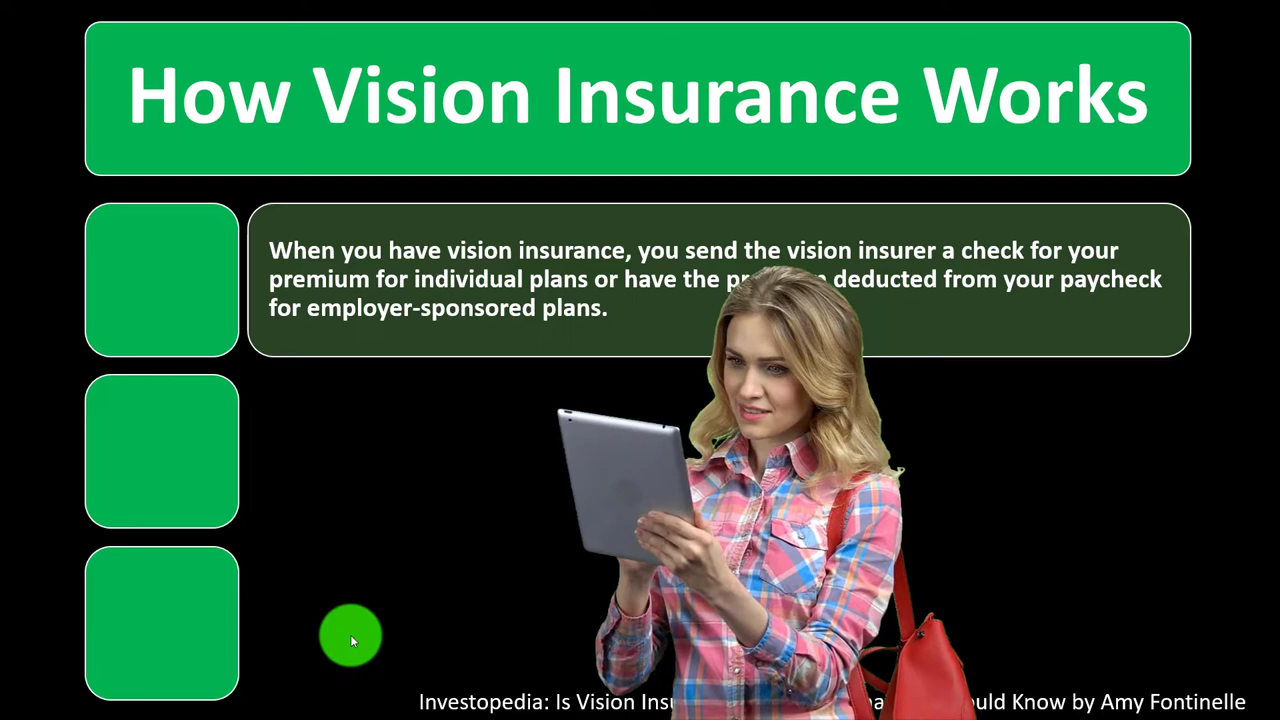 How Vision Insurance Works
When you have vision insurance, you send the vision insurer a check for your
premium for individual plans or have the deducted from your paycheck
for employer-sponsored plans.
Investopedia: Is Vision Know by Amy Fontinelle